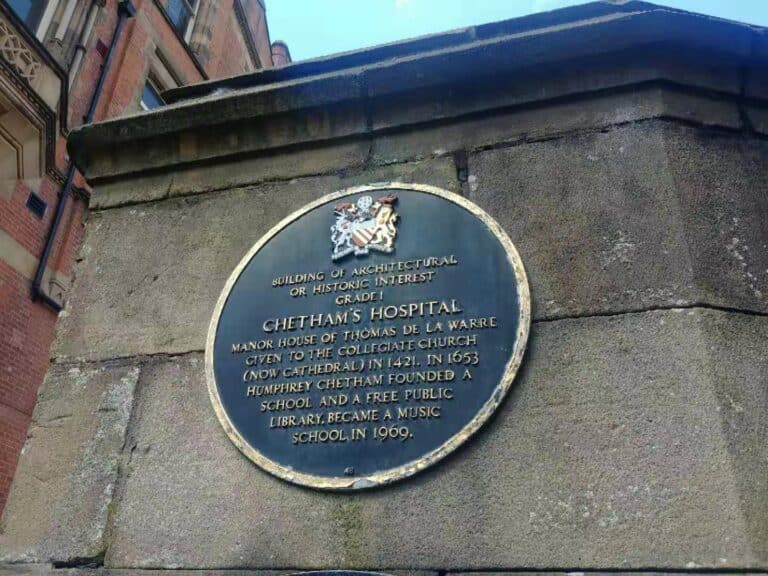 BUILDING OF ARCHITECTURAL
OR HISTORIC INTEREST
GRADE I
CHETHAM'S HOSPITAL
MANOR HOUSE OF THOMAS DE LA WARRE
GIVEN TO THE COLLEGIATE CHURCH
(NOW CATHEDRAL) IN 1421. IN 1653
HUMPHREY CHETHAM FOUNDED A
SCHOOL AND A FREE PUBLIC
LIBRARY. BECAME A MUSIC
SCHOOL IN 1969.